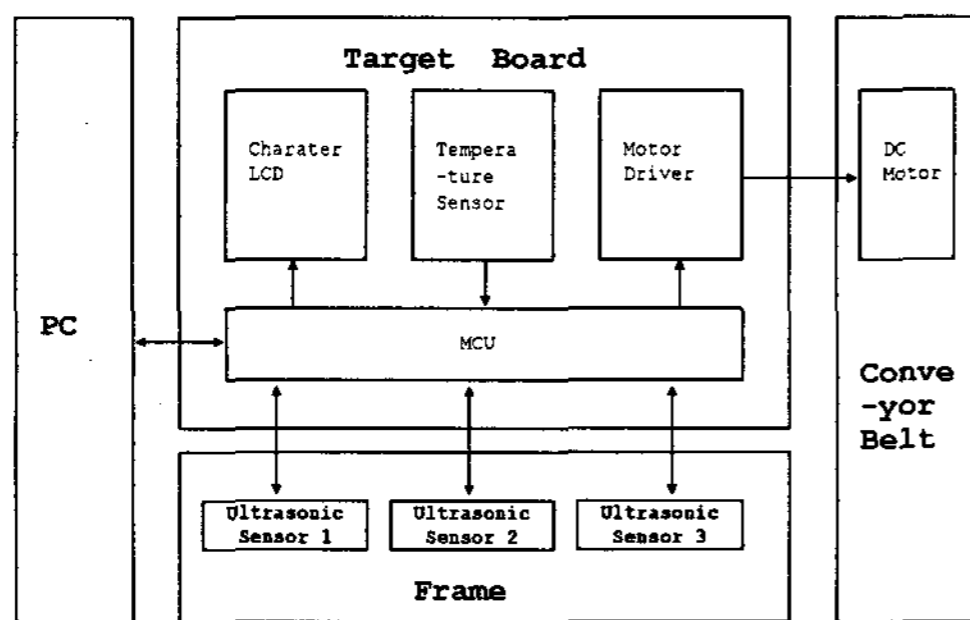 Target Board
Charater
LCD
Tempera
-ture
Sensor
Motor
Driver
DC
Motor
PC
MCU
Conve
-yor
Belt
Ultrasonic
Sensor 1
Ultrasonic
Sensor 2
Ultrasonic
Sensor 3
Frame